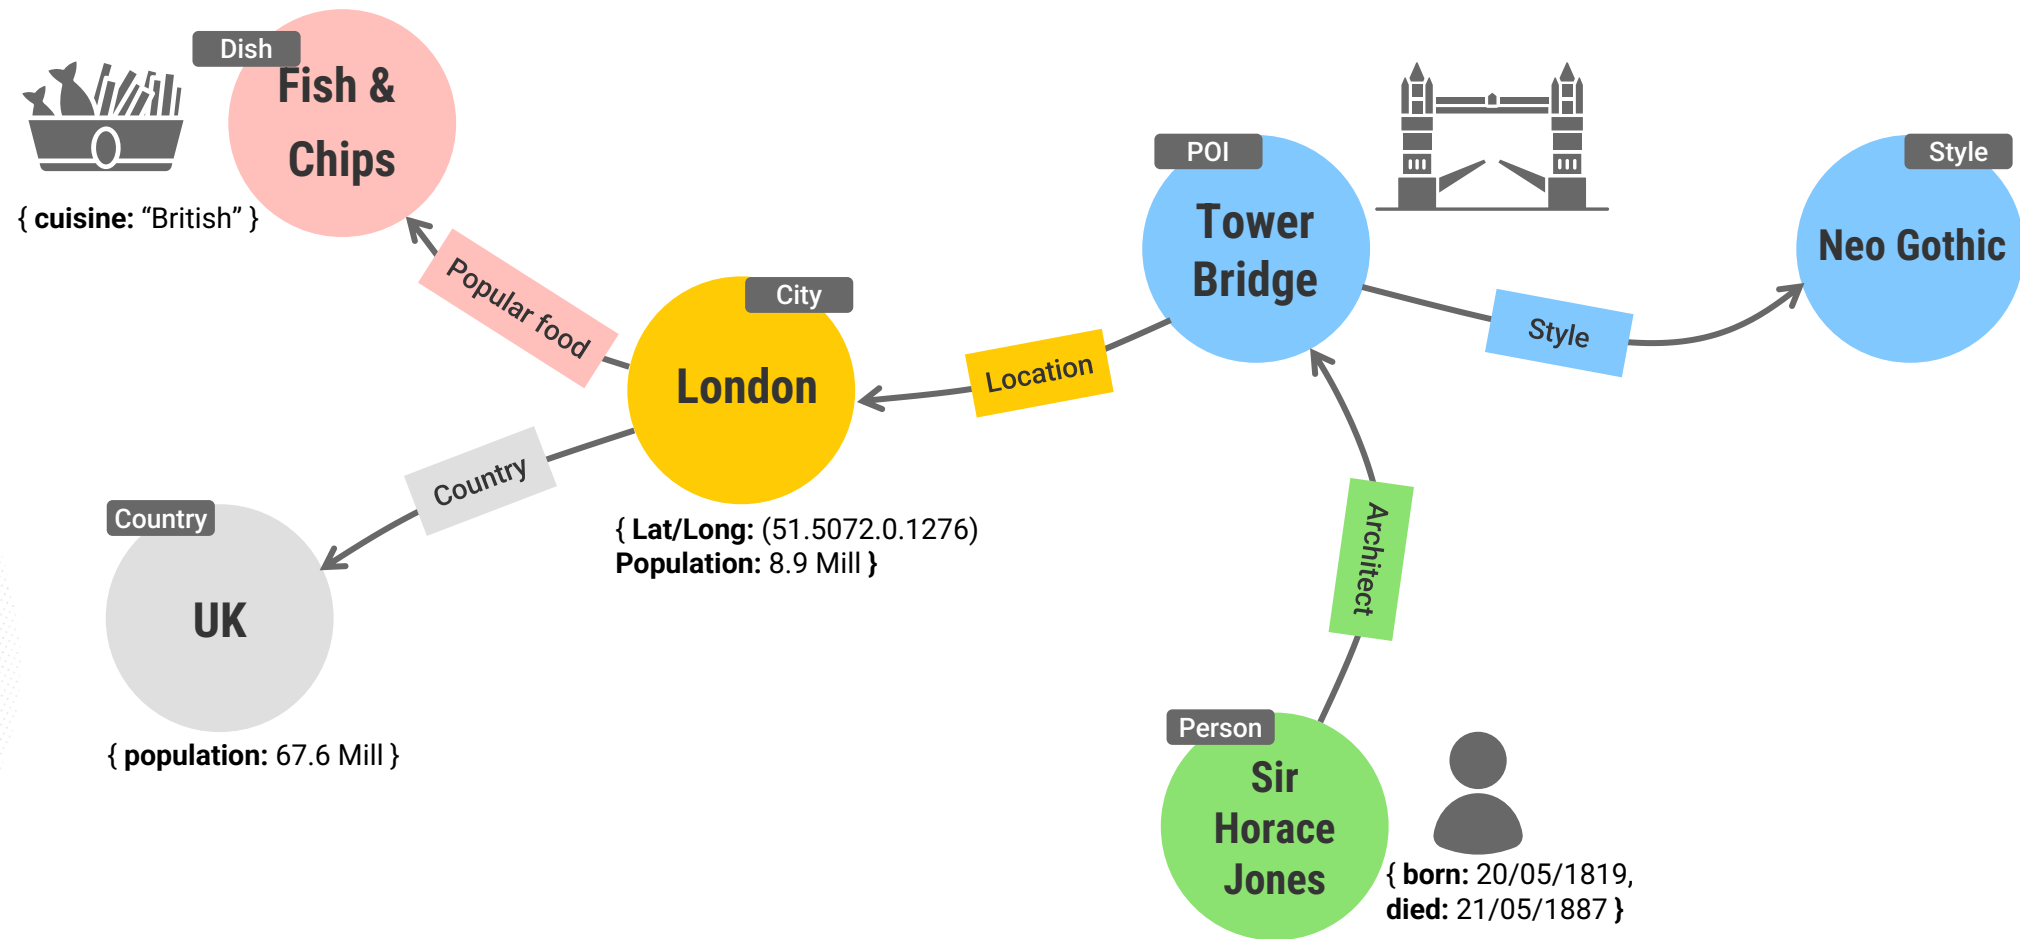 Dish
Fish &
Chips
{ cuisine: “British” }
Popular food
City
London
{ Lat/Long: (51.5072.0.1276)
Population: 8.9 Mill }
Country
Country
UK
{ population: 67.6 Mill }
Location
POI
Tower
Bridge
Style
Style
Neo Gothic
Architect
Person
Sir
Horace
Jones
{ born: 20/05/1819,
died: 21/05/1887 }